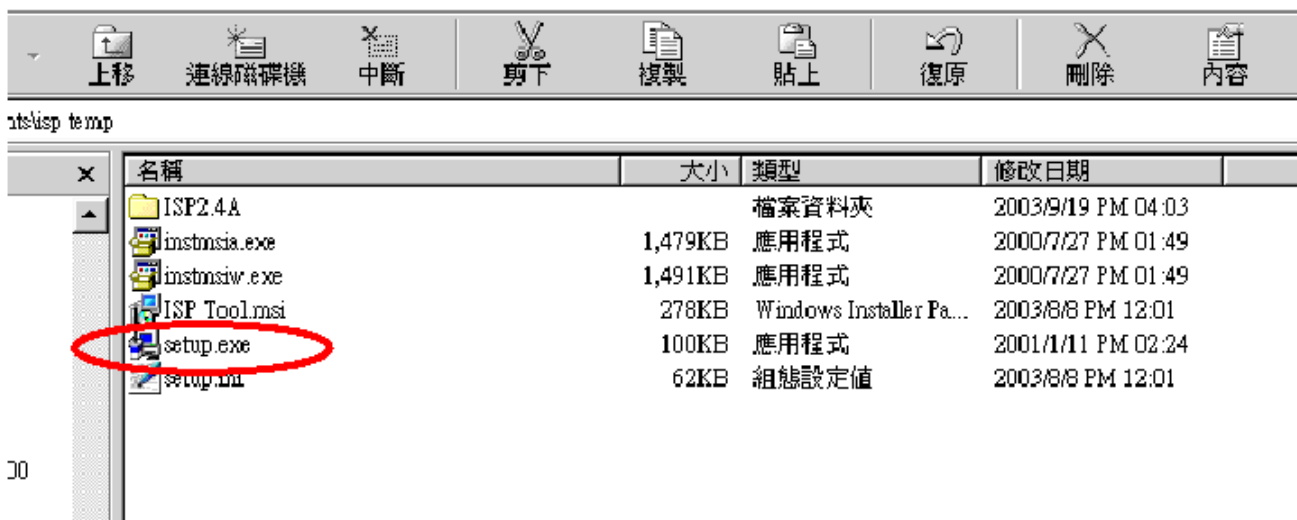 上移 連線磁碟機 中斷 剪下 複製 貼上 復原 刪除 內容
nts\isp temp
名稱 大小 類型 修改日期
ISP2.4A 檔案資料夾 2003/9/19 PM 04:03
instmsia.exe 1,479KB 應用程式 2000/7/27 PM 01:49
instmsiw.exe 1,491KB 應用程式 2000/7/27 PM 01:49
ISP Tool.msi 278KB Windows Installer Pa... 2003/8/8 PM 12:01
setup.exe 100KB 應用程式 2001/1/11 PM 02:24
setup.ini 62KB 組態設定值 2003/8/8 PM 12:01
00